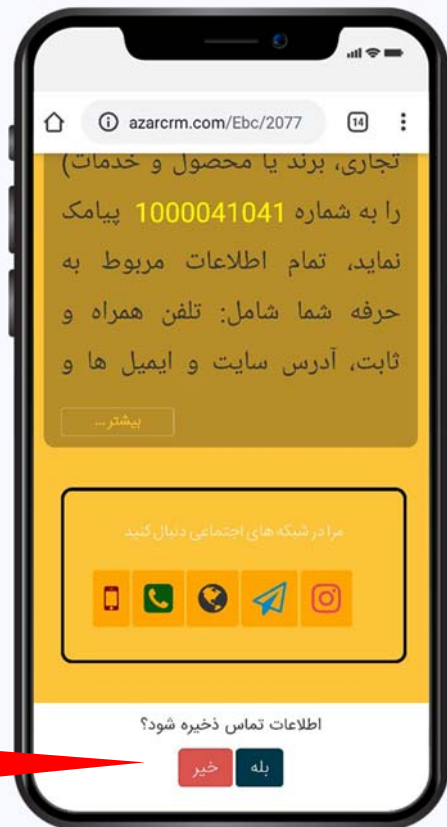 azarcrm.com/Ebc/2077
14
تجاری، برند یا محصول و خدمات)
را به شماره 1000041041 پیامک
نماید، تمام اطلاعات مربوط به
حرفه شما شامل: تلفن همراه و
ثابت، آدرس سایت و ایمیل ها و
بیشتر ...
مرا در شبکه های اجتماعی دنبال کنید
اطلاعات تماس ذخیره شود؟
بله
خیر